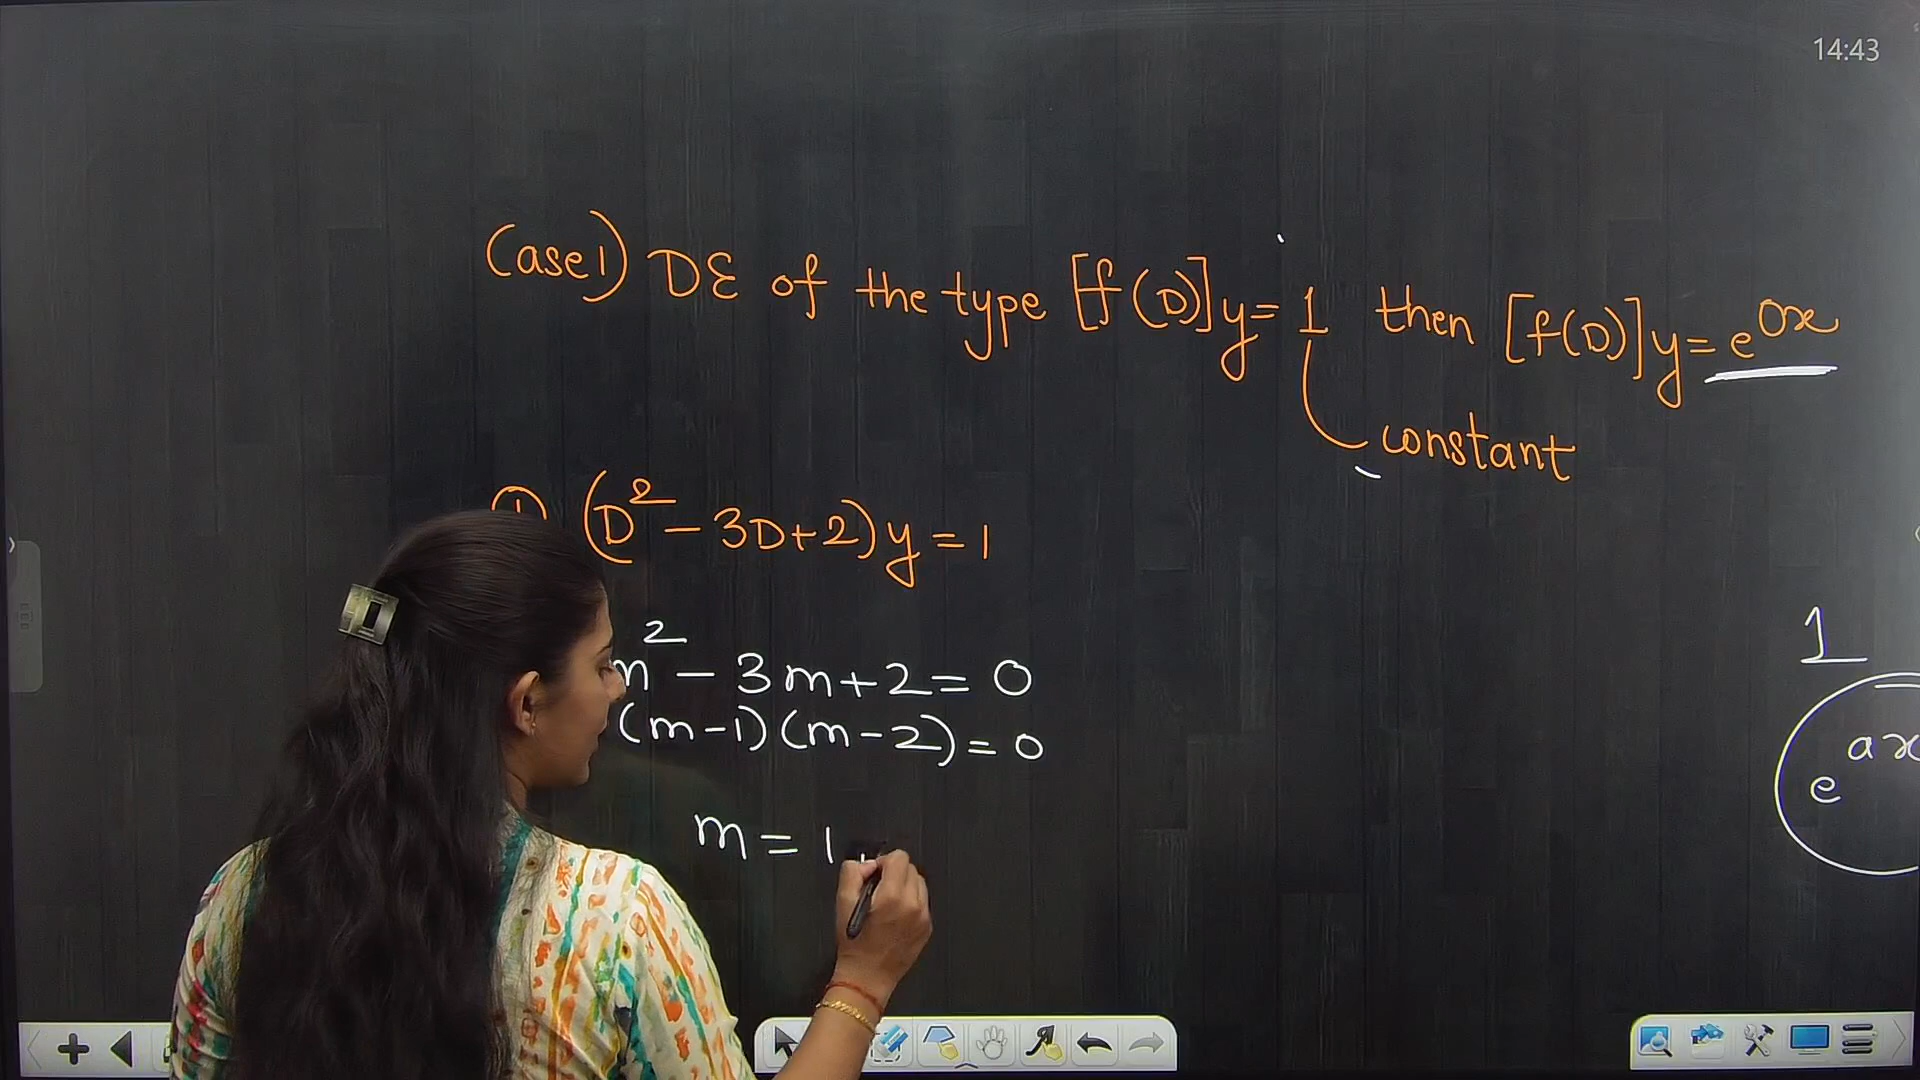 14:43
Case 1) DE of the type [f(D)]y = 1 then [f(D)]y = e^0x
constant
① (D² - 3D + 2)y = 1
m² - 3m + 2 = 0
(m - 1)(m - 2) = 0
m = 1,
1
e^ax